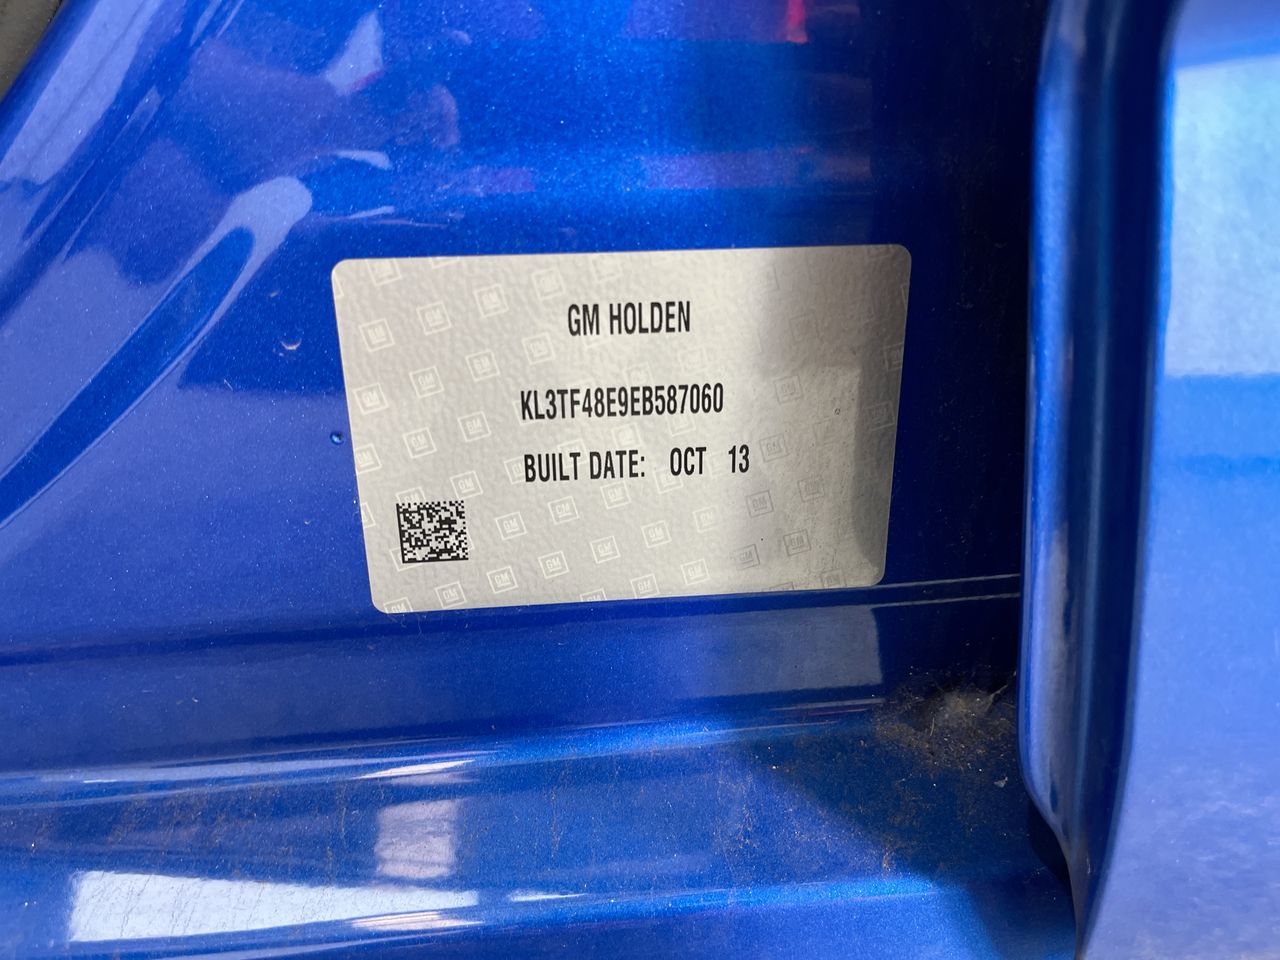 GM HOLDEN
KL3TF48E9EB587060
BUILT DATE: OCT 13